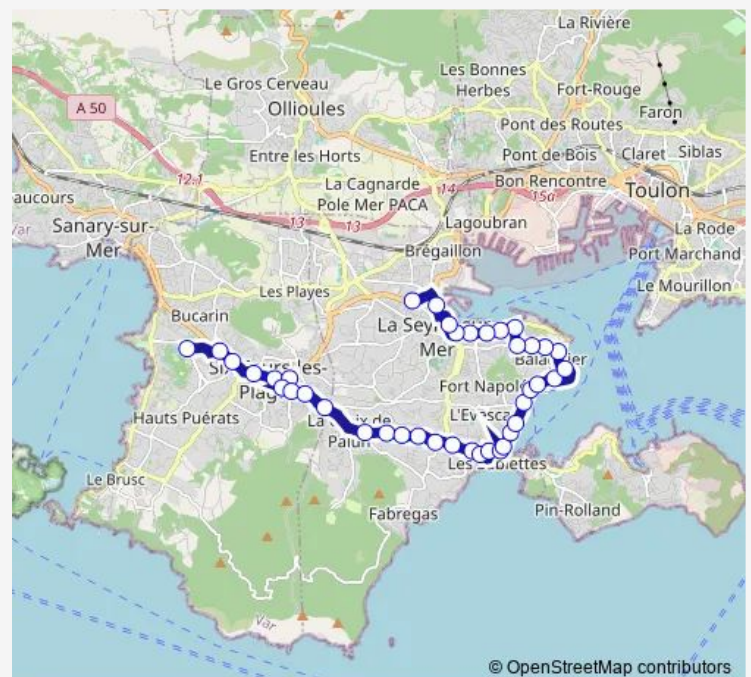 La Rivière
Les Bonnes
Herbes
Le Gros Cerveau
Ollioules
Fort-Rouge
Faron
A 50
Pont des Routes
Entre les Horts
Pont de Bois
Claret
Siblas
12.1
La Cagnarde
Pole Mer PACA
14
Bon Rencontre
15a
Toulon
aucours
Var
Sanary-sur-
Mer
13
13
Lagoubran
La Rode
Brégaillon
Port Marchand
Les Playes
Le Mourillon
Bucarin
La Sey
Mer
Fort Napol
Plag
Hauts Puérats
L'Evesca
La
Le Brusc
Pin-Rolland
Fabregas
Var
© OpenStreetMap contributors